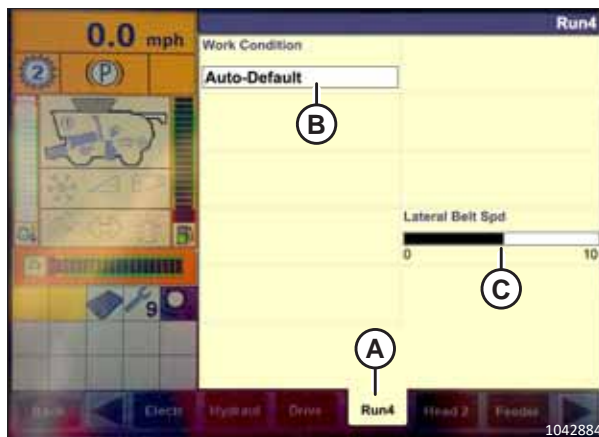 Run4
0.0 mph
Work Condition
2
P
Auto-Default
B
Lateral Belt Spd
0 10
C
9
A
Back Electr Hydraul Drive Run4 Head 2 Feeder
1042884